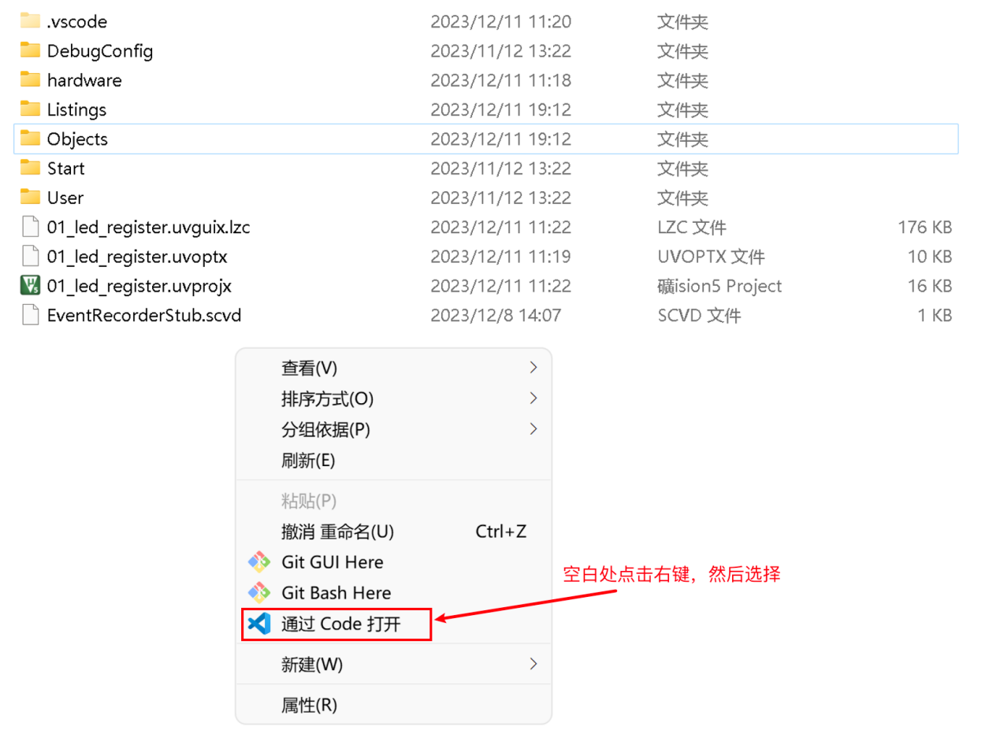 .vscode 2023/12/11 11:20 文件夹
DebugConfig 2023/11/12 13:22 文件夹
hardware 2023/12/11 11:18 文件夹
Listings 2023/12/11 19:12 文件夹
Objects 2023/12/11 19:12 文件夹
Start 2023/11/12 13:22 文件夹
User 2023/11/12 13:22 文件夹
01_led_register.uvguix.lzc 2023/12/11 11:22 LZC 文件 176 KB
01_led_register.uvoptx 2023/12/11 11:19 UVOPTX 文件 10 KB
01_led_register.uvprojx 2023/12/11 11:22 礦ision5 Project 16 KB
EventRecorderStub.scvd 2023/12/8 14:07 SCVD 文件 1 KB
查看(V)
排序方式(O)
分组依据(P)
刷新(E)
粘贴(P)
撤消 重命名(U) Ctrl+Z
Git GUI Here
空白处点击右键，然后选择
Git Bash Here
通过 Code 打开
新建(W)
属性(R)